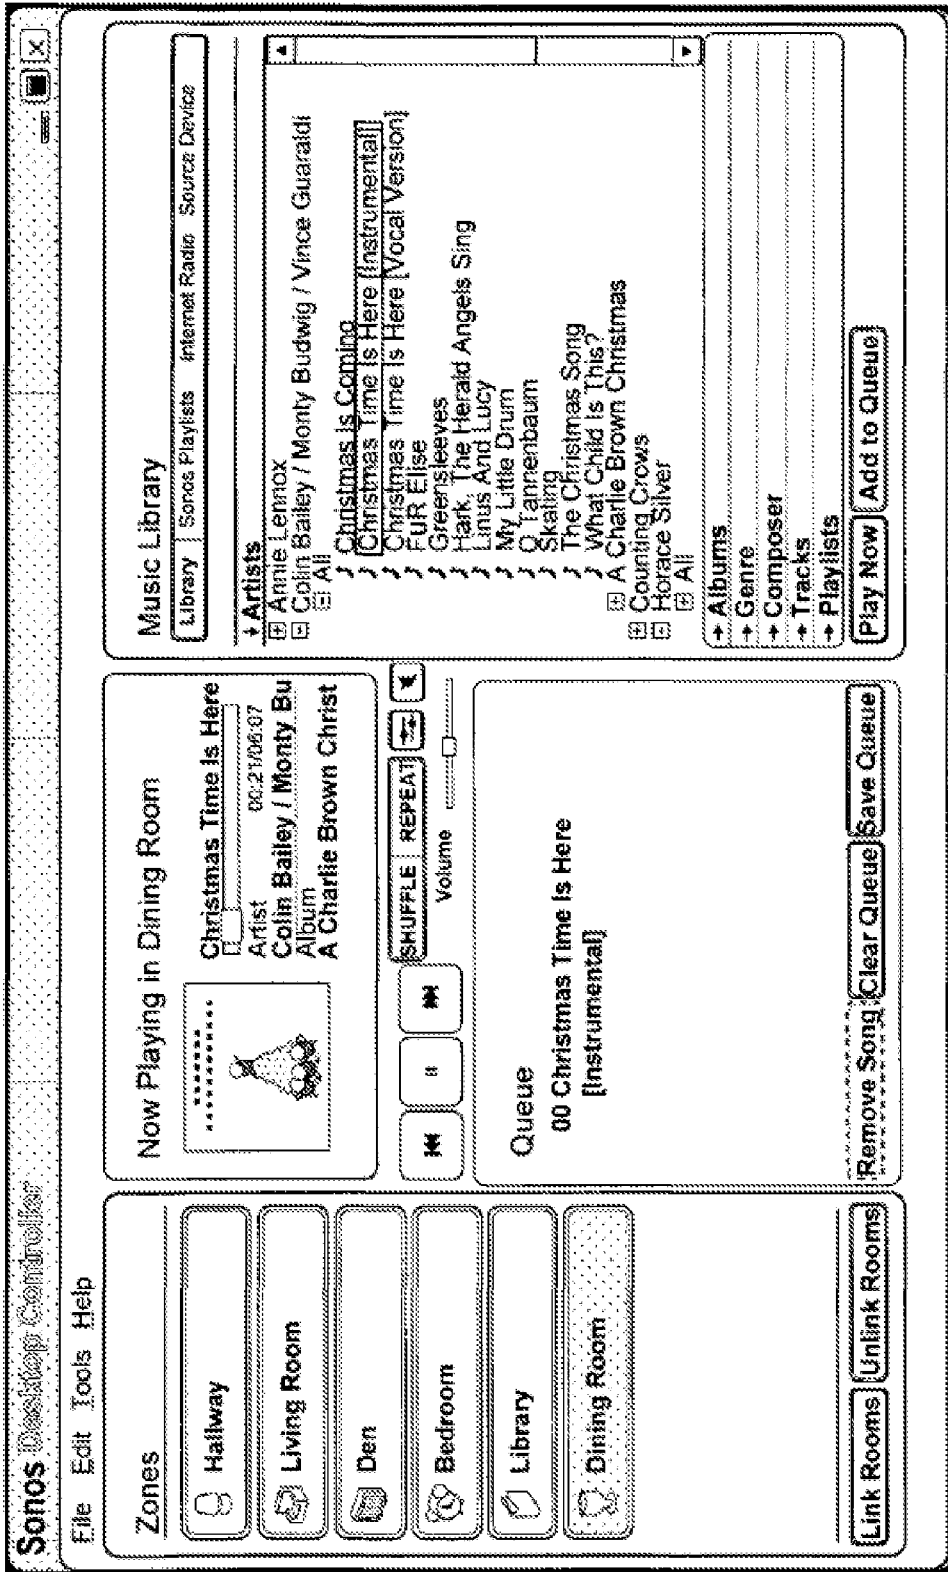 Sonos Desktop Controller
File Edit Tools Help
Zones
Hallway
Living Room
Den
Bedroom
Library
Dining Room
Link Rooms Unlink Rooms
Now Playing in Dining Room
Christmas Time Is Here
00:21/06:07
Artist
Colin Bailey / Monty Bu
Album
A Charlie Brown Christ
SHUFFLE REPEAT
Volume
Queue
00 Christmas Time Is Here
[Instrumental]
Remove Song Clear Queue Save Queue
Music Library
Library Sonos Playlists Internet Radio Source Device
Artists
Annie Lennox
Colin Bailey / Monty Budwig / Vince Guaraldi
All
Christmas Is Coming
Christmas Time Is Here [Instrumental]
Christmas Time Is Here [Vocal Version]
FuR Elise
Greensleeves
Hark, The Herald Angels Sing
Linus And Lucy
My Little Drum
O Tannenbaum
Skating
The Christmas Song
What Child Is This?
A Charlie Brown Christmas
Counting Crows
Horace Silver
All
Albums
Genre
Composer
Tracks
Playlists
Play Now Add to Queue